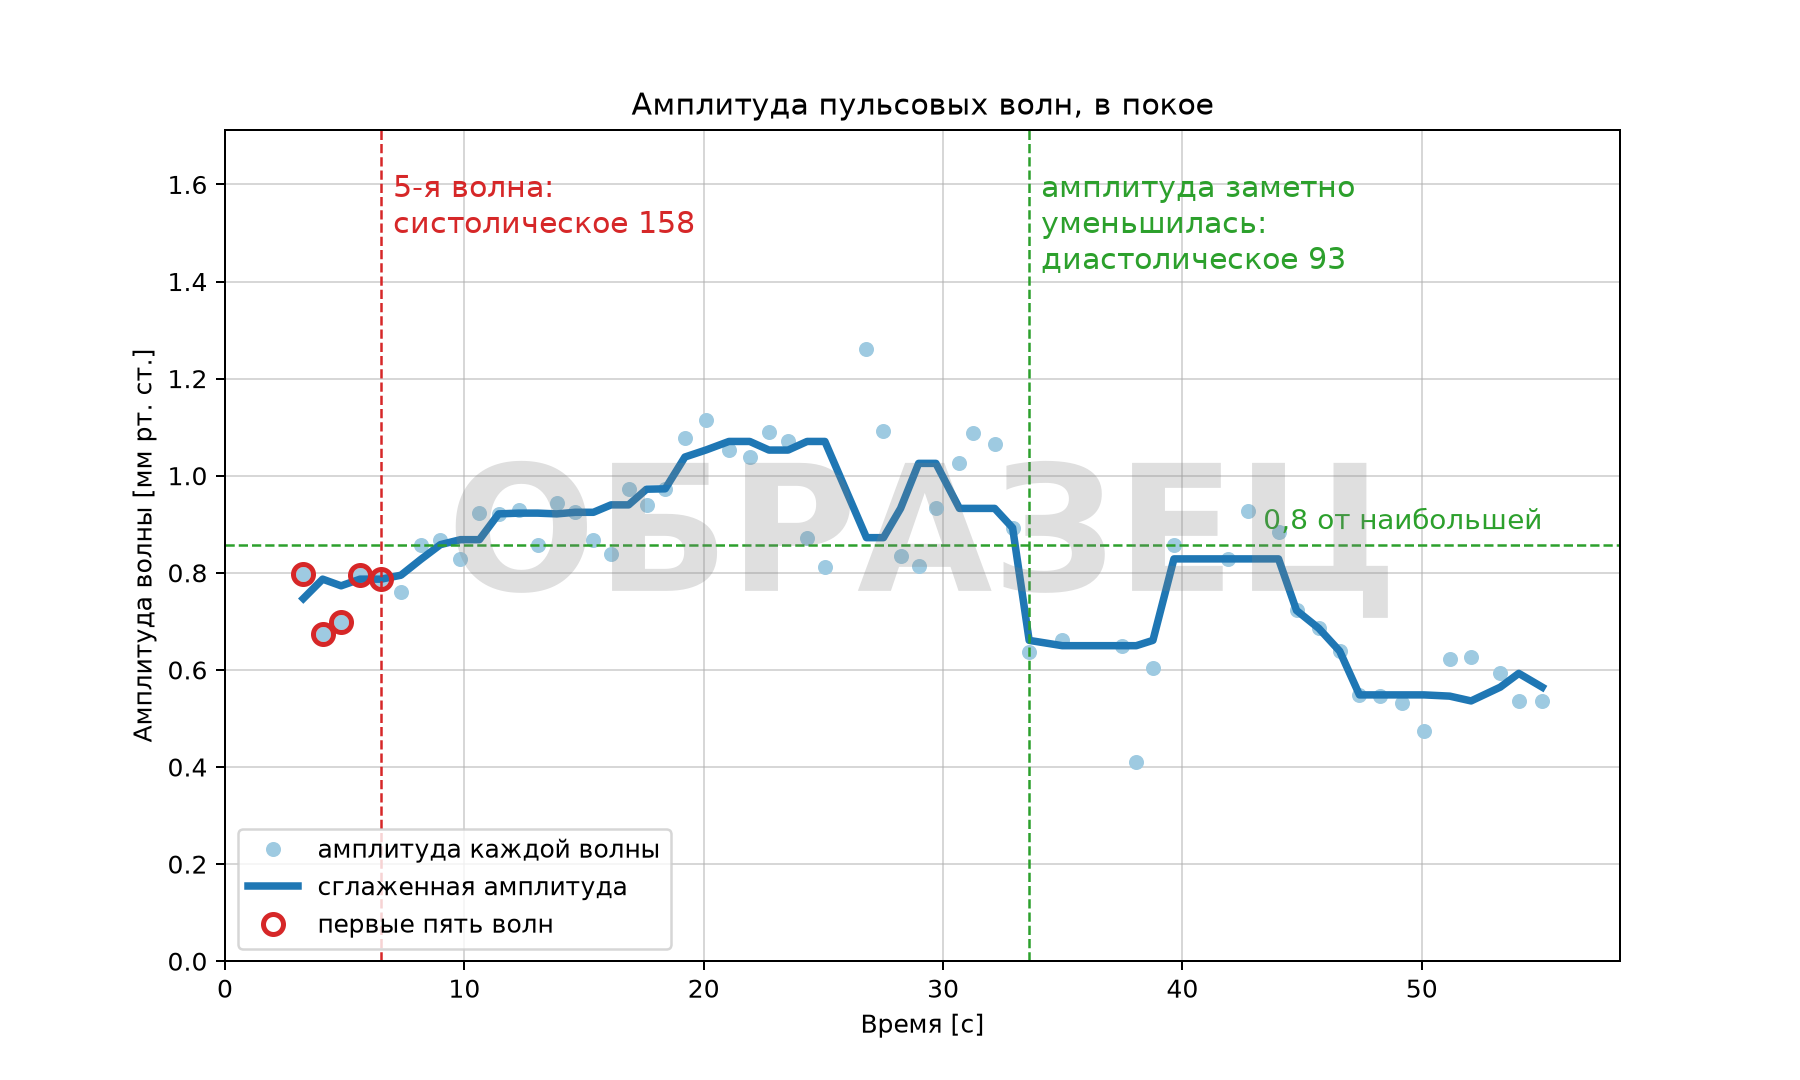 Амплитуда пульсовых волн, в покое
Амплитуда волны [мм рт. ст.]
1.6
1.4
1.2
1.0
0.8
0.6
0.4
0.2
0.0
5-я волна:
систолическое 158
амплитуда заметно
уменьшилась:
диастолическое 93
ОБРАЗЕЦ
0,8 от наибольшей
амплитуда каждой волны
сглаженная амплитуда
первые пять волн
0 10 20 30 40 50
Время [с]